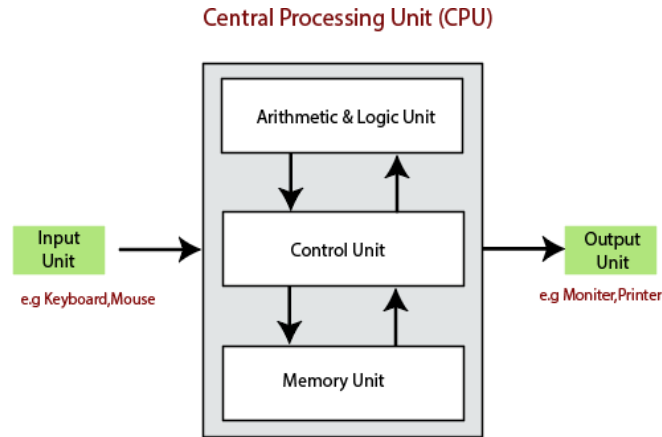 Central Processing Unit (CPU)
Arithmetic & Logic Unit
Input
Unit
Control Unit
Output
Unit
e.g Keyboard,Mouse
e.g Moniter,Printer
Memory Unit